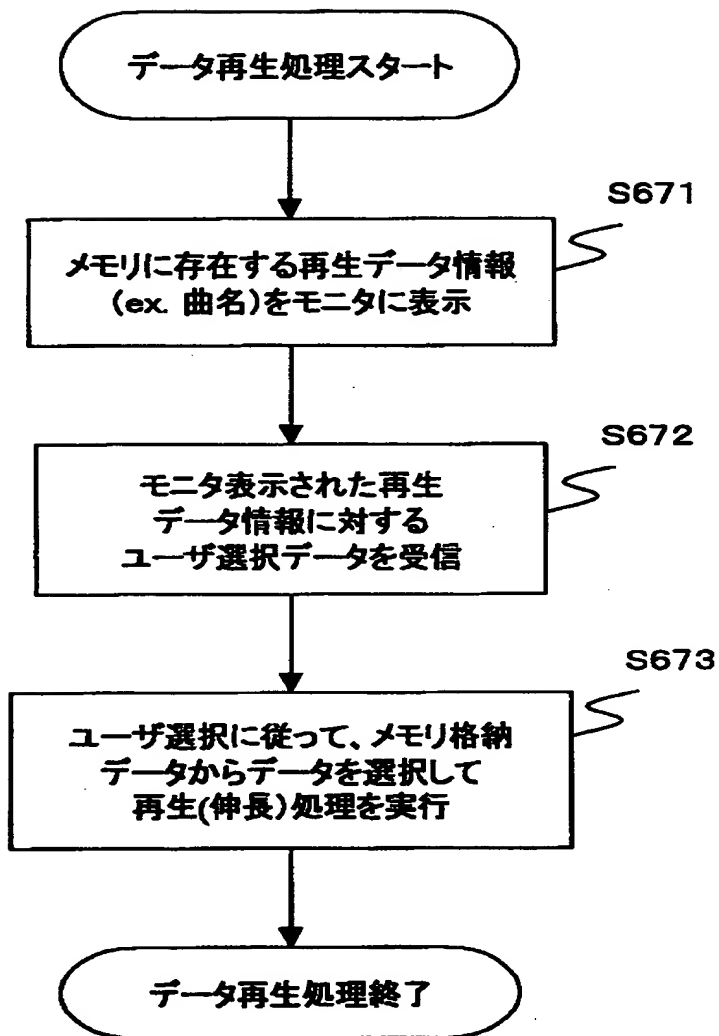 データ再生処理スタート
S671
メモリに存在する再生データ情報
(ex. 曲名)をモニタに表示
S672
モニタ表示された再生
データ情報に対する
ユーザ選択データを受信
S673
ユーザ選択に従って、メモリ格納
データからデータを選択して
再生(伸長)処理を実行
データ再生処理終了